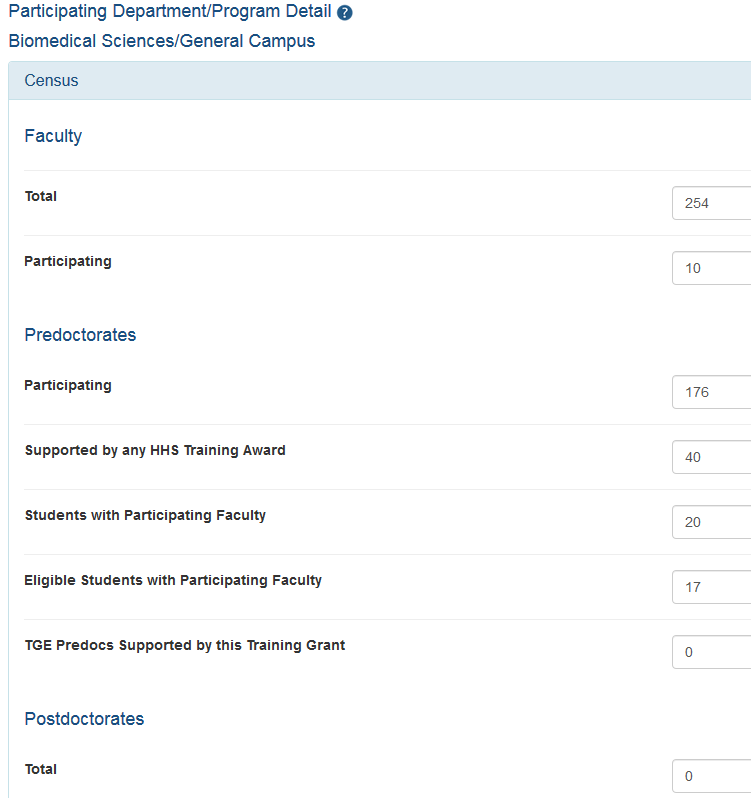 Participating Department/Program Detail ?
Biomedical Sciences/General Campus
Census
Faculty
Total
254
Participating
10
Predoctorates
Participating
176
Supported by any HHS Training Award
40
Students with Participating Faculty
20
Eligible Students with Participating Faculty
17
TGE Predocs Supported by this Training Grant
0
Postdoctorates
Total
0